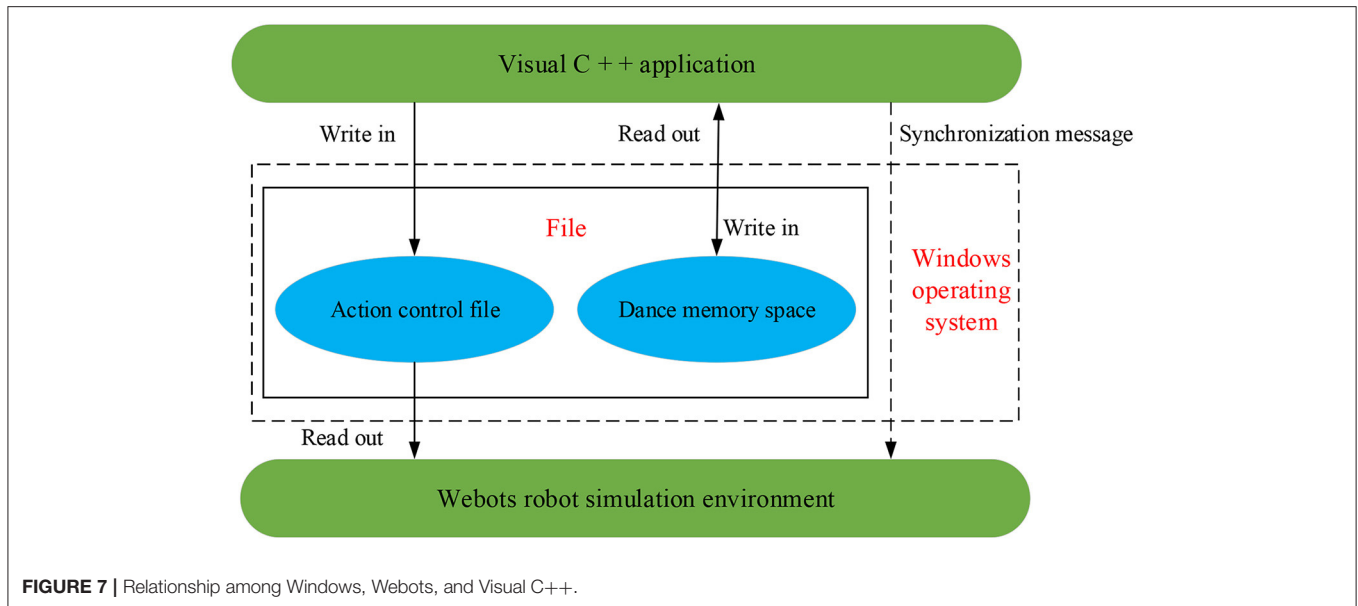 Visual C + + application
Write in
Read out
Synchronization message
File
Write in
Windows
operating
system
Action control file
Dance memory space
Read out
Webots robot simulation environment
FIGURE 7 | Relationship among Windows, Webots, and Visual C++.